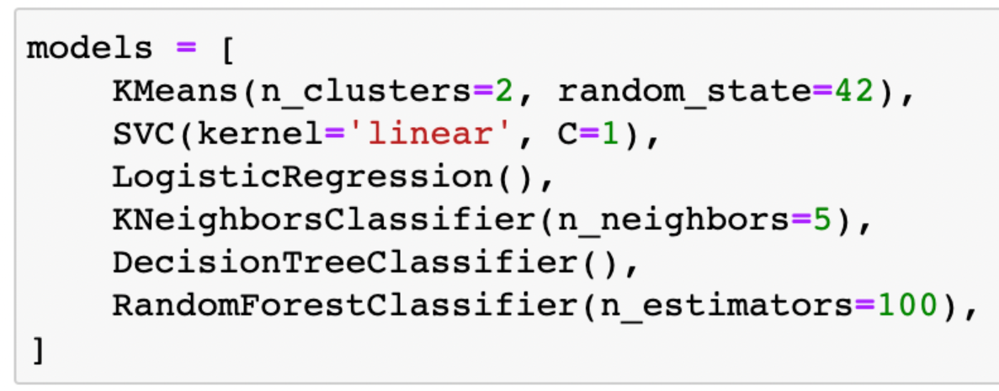 models = [
    KMeans(n_clusters=2, random_state=42),
    SVC(kernel='linear', C=1),
    LogisticRegression(),
    KNeighborsClassifier(n_neighbors=5),
    DecisionTreeClassifier(),
    RandomForestClassifier(n_estimators=100),
]